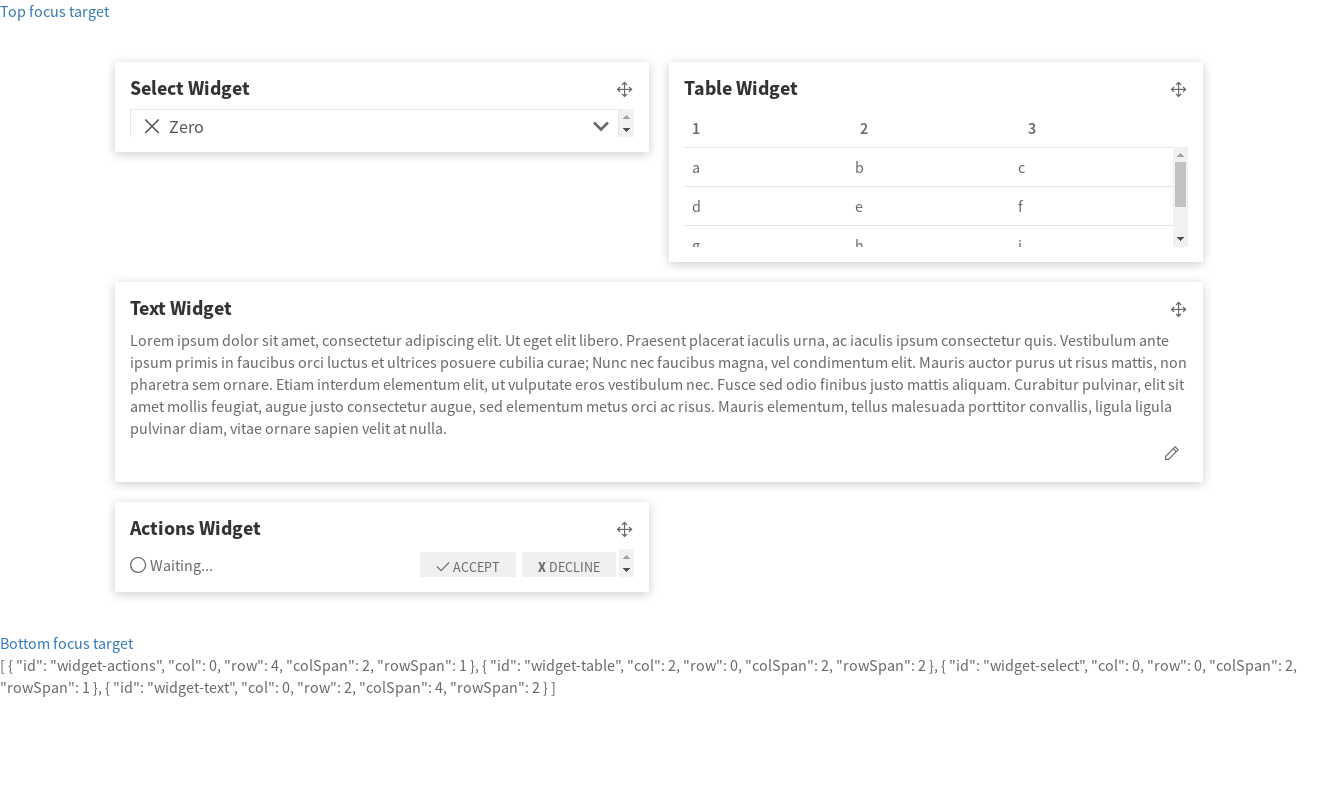 Top focus target
Select Widget
Zero
Table Widget
1 2 3
a b c
d e f
g h i
Text Widget
Lorem ipsum dolor sit amet, consectetur adipiscing elit. Ut eget elit libero. Praesent placerat iaculis urna, ac iaculis ipsum consectetur quis. Vestibulum ante
ipsum primis in faucibus orci luctus et ultrices posuere cubilia curae; Nunc nec faucibus magna, vel condimentum elit. Mauris auctor purus ut risus mattis, non
pharetra sem ornare. Etiam interdum elementum elit, ut vulputate eros vestibulum nec. Fusce sed odio finibus justo mattis aliquam. Curabitur pulvinar, elit sit
amet mollis feugiat, augue justo consectetur augue, sed elementum metus orci ac risus. Mauris elementum, tellus malesuada porttitor convallis, ligula ligula
pulvinar diam, vitae ornare sapien velit at nulla.
Actions Widget
Waiting... ACCEPT X DECLINE
Bottom focus target
[ { "id": "widget-actions", "col": 0, "row": 4, "colSpan": 2, "rowSpan": 1 }, { "id": "widget-table", "col": 2, "row": 0, "colSpan": 2, "rowSpan": 2 }, { "id": "widget-select", "col": 0, "row": 0, "colSpan": 2,
"rowSpan": 1 }, { "id": "widget-text", "col": 0, "row": 2, "colSpan": 4, "rowSpan": 2 } ]